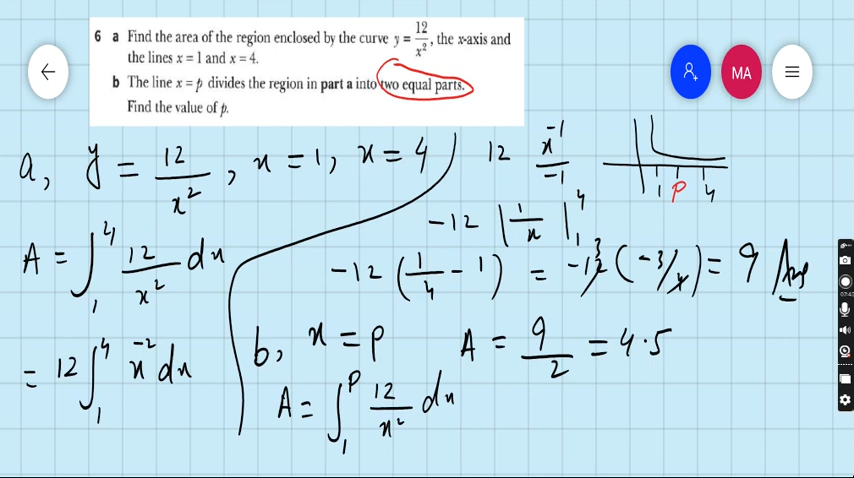 6 a Find the area of the region enclosed by the curve y = 12/x², the x-axis and
the lines x = 1 and x = 4.
b The line x = p divides the region in part a into two equal parts.
Find the value of p.
MA
a, y = 12/x², x = 1, x = 4
A = ∫₁⁴ 12/x² dx
= 12 ∫₁⁴ x⁻² dx
12 x⁻¹/-1
-12 |1/x|₁⁴
-12 (1/4 - 1) = -12 (-3/4) = 9 Ans
3
1 p 4
b, x = p A = 9/2 = 4.5
A = ∫₁ᵖ 12/x² dx